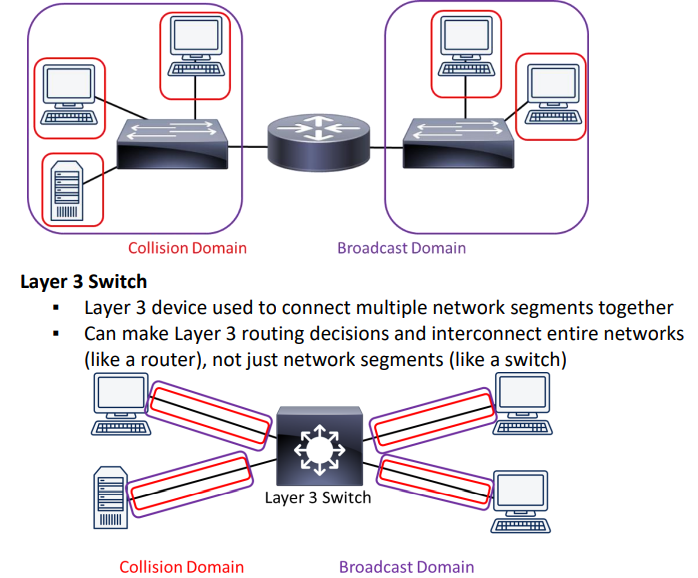 Collision Domain Broadcast Domain
Layer 3 Switch
▪ Layer 3 device used to connect multiple network segments together
▪ Can make Layer 3 routing decisions and interconnect entire networks
(like a router), not just network segments (like a switch)
Layer 3 Switch
Collision Domain Broadcast Domain